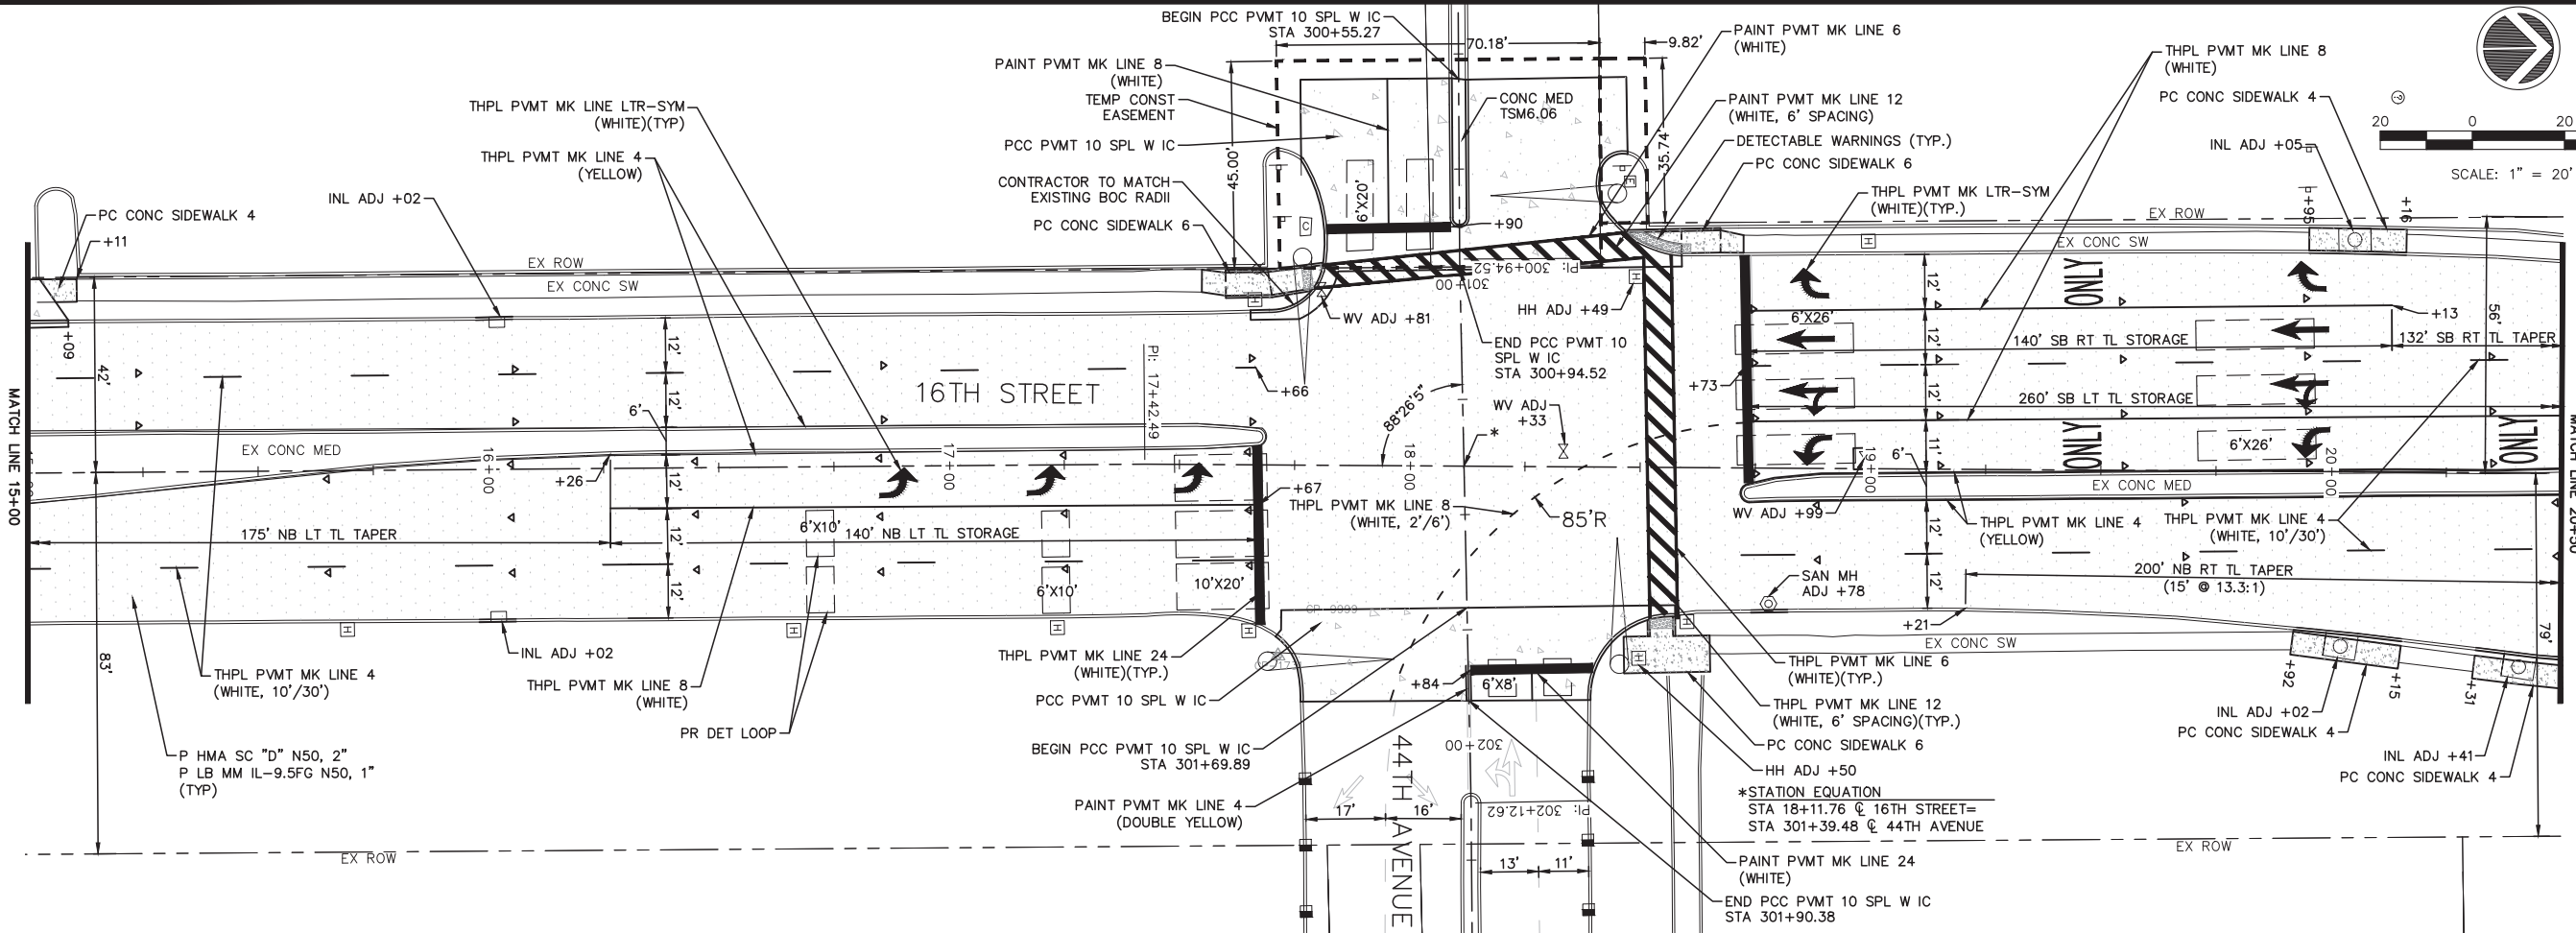 BEGIN PCC PVMT 10 SPL W IC
STA 300+55.27
70.18'
9.82'
PAINT PVMT MK LINE 6
(WHITE)
THPL PVMT MK LINE 8
(WHITE)
PAINT PVMT MK LINE 8
(WHITE)
TEMP CONST
EASEMENT
PCC PVMT 10 SPL W IC
CONTRACTOR TO MATCH
EXISTING BOC RADII
PC CONC SIDEWALK 6
45.00'
6'X20'
CONC MED
TSM6.06
+90
35.74'
PAINT PVMT MK LINE 12
(WHITE, 6' SPACING)
DETECTABLE WARNINGS (TYP.)
PC CONC SIDEWALK 6
PC CONC SIDEWALK 4
INL ADJ +05
20 0 20
SCALE: 1" = 20'
THPL PVMT MK LINE LTR-SYM
(WHITE)(TYP)
THPL PVMT MK LINE 4
(YELLOW)
INL ADJ +02
PC CONC SIDEWALK 4
+11
THPL PVMT MK LTR-SYM
(WHITE)(TYP.)
EX ROW
EX CONC SW
+95
+16
EX ROW
EX CONC SW
C
E
H
H
H
PI: 300+94.52
301+00
WV ADJ +81
HH ADJ +49
END PCC PVMT 10
SPL W IC
STA 300+94.52
+09
42'
12'
12'
6'
16TH STREET
PI: 17+42.49
+66
88°26'5"
WV ADJ
+33
*
+73
12'
12'
12'
11'
6'
6'X26'
ONLY
140' SB RT TL STORAGE
132' SB RT TL TAPER
+13
56'
260' SB LT TL STORAGE
ONLY
6'X26'
ONLY
MATCH LINE 15+00
EX CONC MED
16+00
+26
17+00
18+00
19+00
20+00
EX CONC MED
WV ADJ +99
+67
THPL PVMT MK LINE 8
(WHITE, 2'/6')
85'R
THPL PVMT MK LINE 4
(YELLOW)
THPL PVMT MK LINE 4
(WHITE, 10'/30')
175' NB LT TL TAPER
140' NB LT TL STORAGE
12'
12'
12'
6'X10'
6'X10'
10'X20'
12'
12'
SAN MH
ADJ +78
200' NB RT TL TAPER
(15' @ 13.3:1)
+21
EX CONC SW
79'
83'
H
H
H
H
H
H
THPL PVMT MK LINE 4
(WHITE, 10'/30')
INL ADJ +02
THPL PVMT MK LINE 8
(WHITE)
PR DET LOOP
THPL PVMT MK LINE 24
(WHITE)(TYP.)
PCC PVMT 10 SPL W IC
+84
6'X8'
THPL PVMT MK LINE 6
(WHITE)(TYP.)
THPL PVMT MK LINE 12
(WHITE, 6' SPACING)(TYP.)
PC CONC SIDEWALK 6
HH ADJ +50
+92
+15
+31
INL ADJ +02
PC CONC SIDEWALK 4
INL ADJ +41
PC CONC SIDEWALK 4
P HMA SC "D" N50, 2"
P LB MM IL-9.5FG N50, 1"
(TYP)
BEGIN PCC PVMT 10 SPL W IC
STA 301+69.89
PAINT PVMT MK LINE 4
(DOUBLE YELLOW)
302+00
PI: 302+12.62
44TH AVENUE
17'
16'
13'
11'
*STATION EQUATION
STA 18+11.76 ℄ 16TH STREET=
STA 301+39.48 ℄ 44TH AVENUE
PAINT PVMT MK LINE 24
(WHITE)
END PCC PVMT 10 SPL W IC
STA 301+90.38
EX ROW
EX ROW